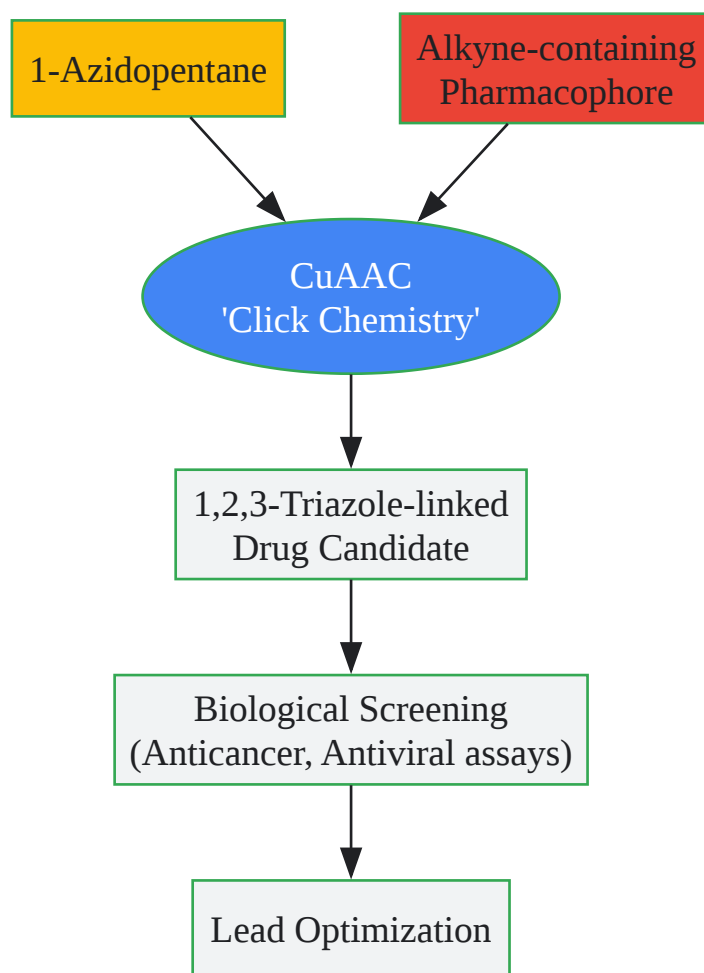 1-Azidopentane
Alkyne-containing
Pharmacophore
CuAAC
'Click Chemistry'
1,2,3-Triazole-linked
Drug Candidate
Biological Screening
(Anticancer, Antiviral assays)
Lead Optimization